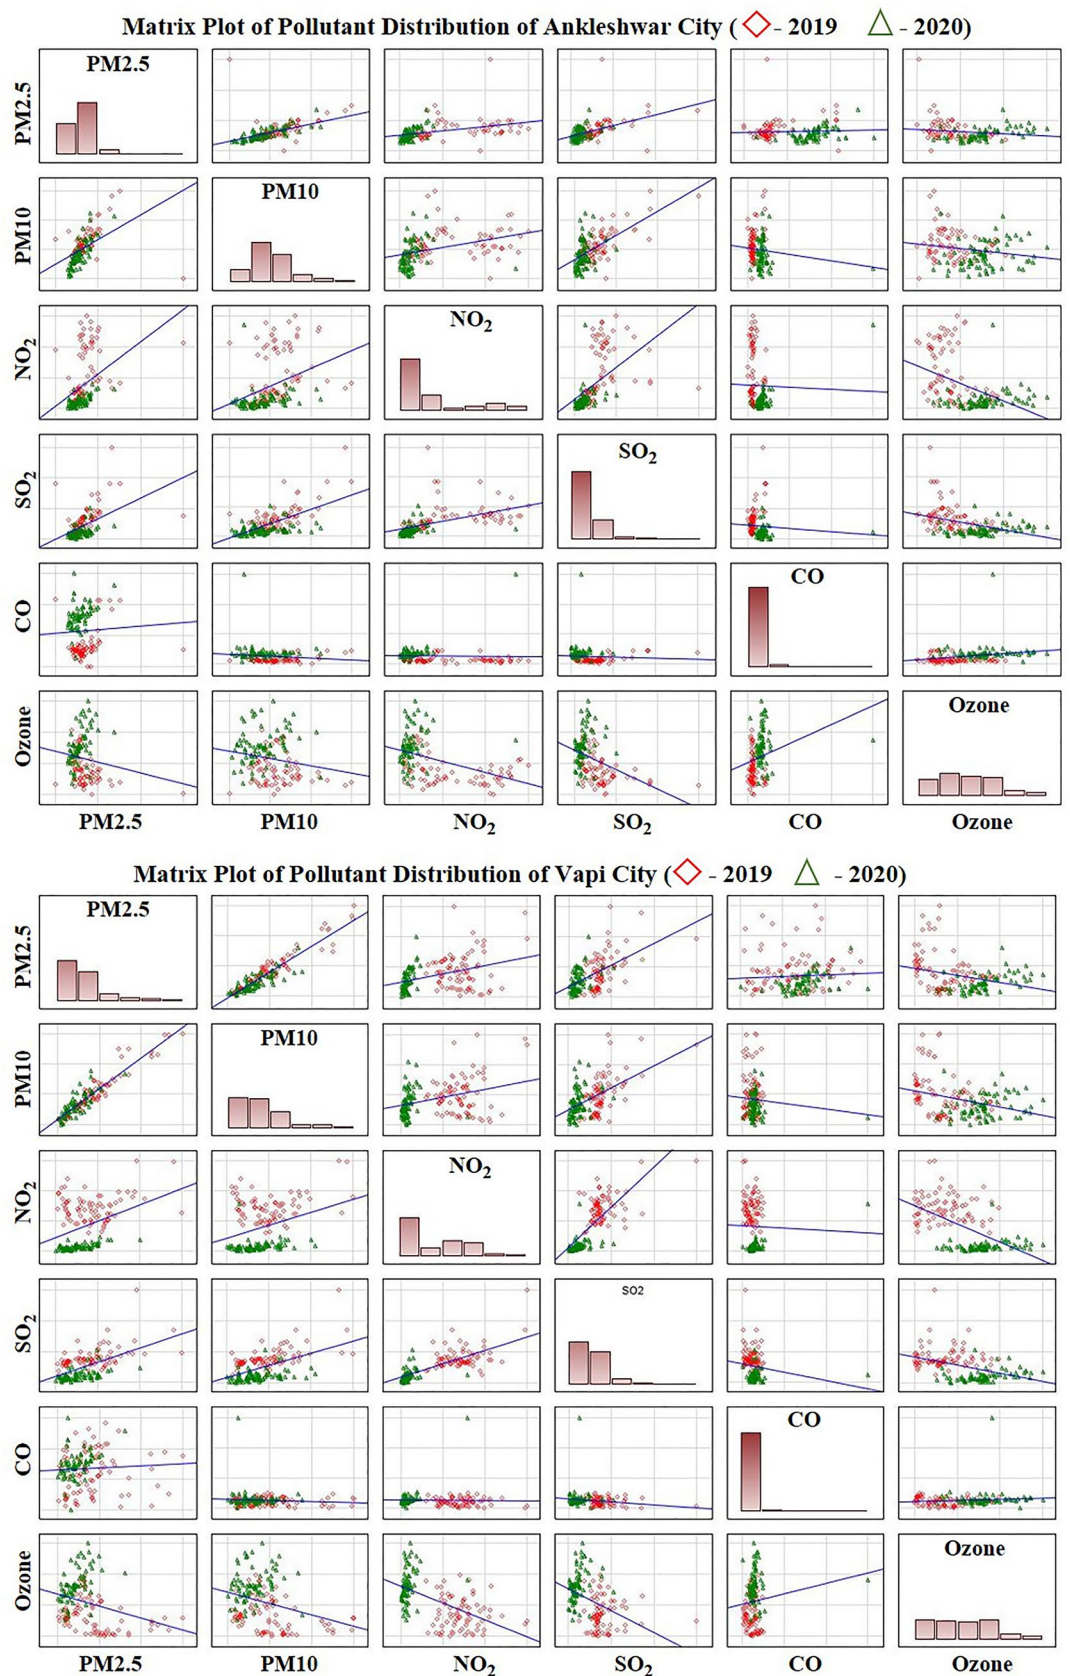 Matrix Plot of Pollutant Distribution of Ankleshwar City ( - 2019 - 2020)
PM2.5 PM2.5
PM10 PM10
NO2 NO2
SO2 SO2
CO CO
Ozone Ozone
PM2.5 PM10 NO2 SO2 CO Ozone
Matrix Plot of Pollutant Distribution of Vapi City ( - 2019 - 2020)
PM2.5 PM2.5
PM10 PM10
NO2 NO2
SO2 SO2
CO CO
Ozone Ozone
PM2.5 PM10 NO2 SO2 CO Ozone